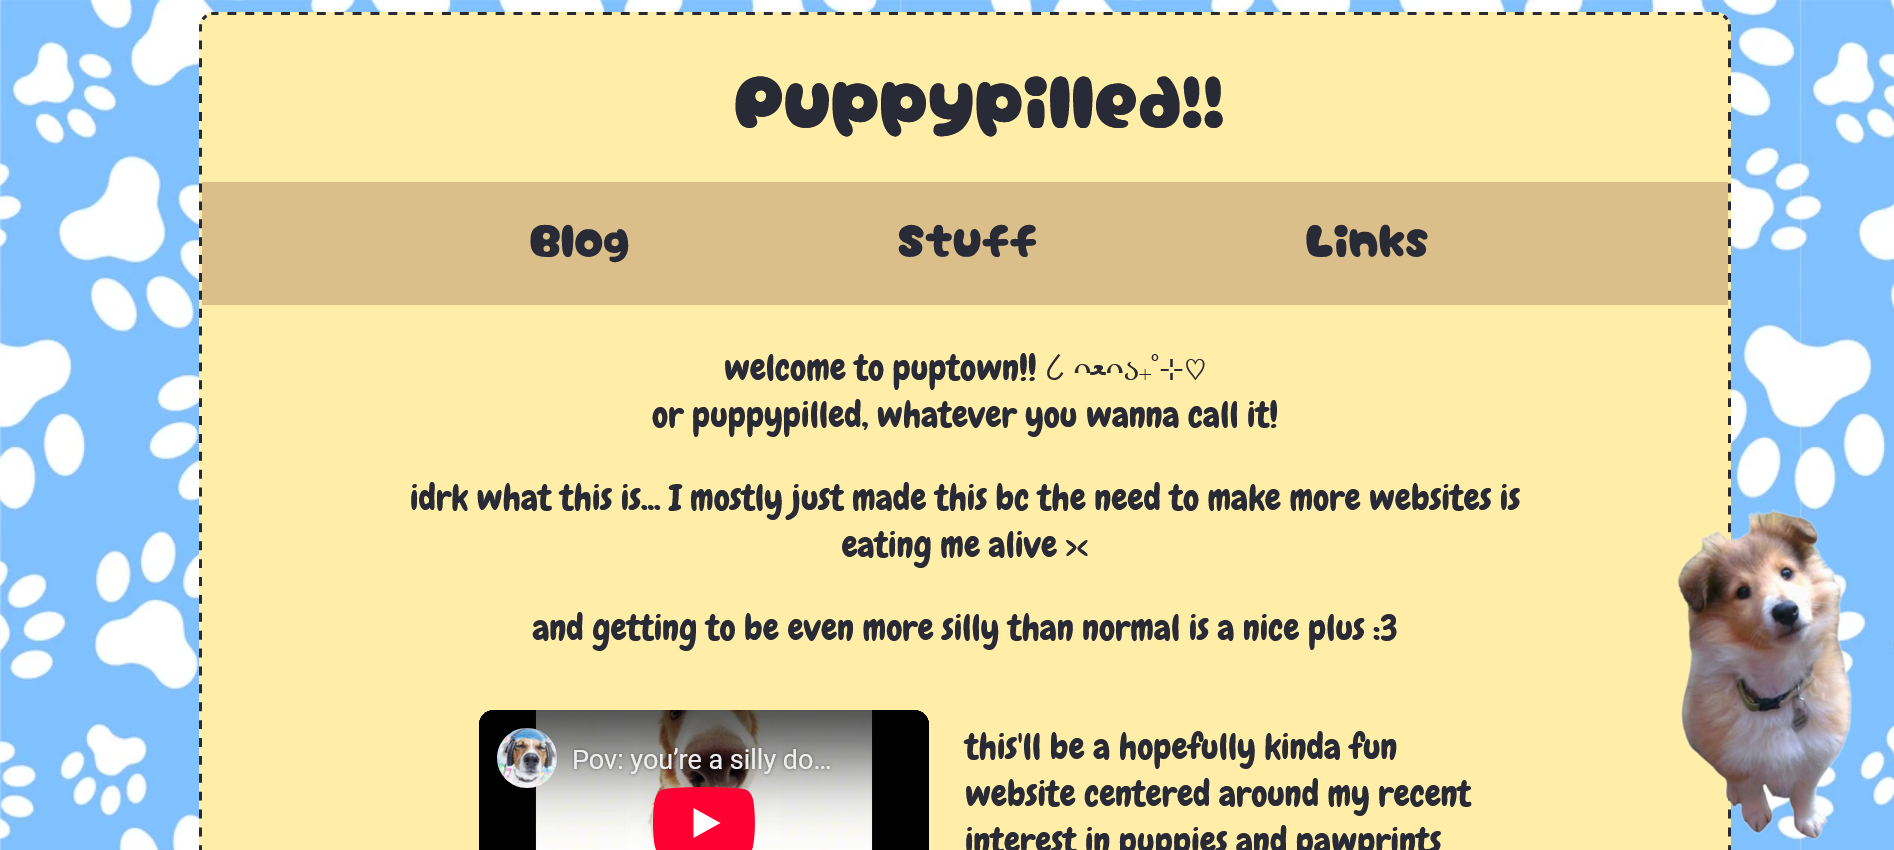 Puppypilled!!
Blog
Stuff
Links
welcome to puptown!! ૮ ᴖﻌᴖა₊˚⊹♡
or puppypilled, whatever you wanna call it!
idrk what this is... I mostly just made this bc the need to make more websites is
eating me alive ><
and getting to be even more silly than normal is a nice plus :3
Pov: you're a silly do...
this'll be a hopefully kinda fun
website centered around my recent
interest in puppies and pawprints